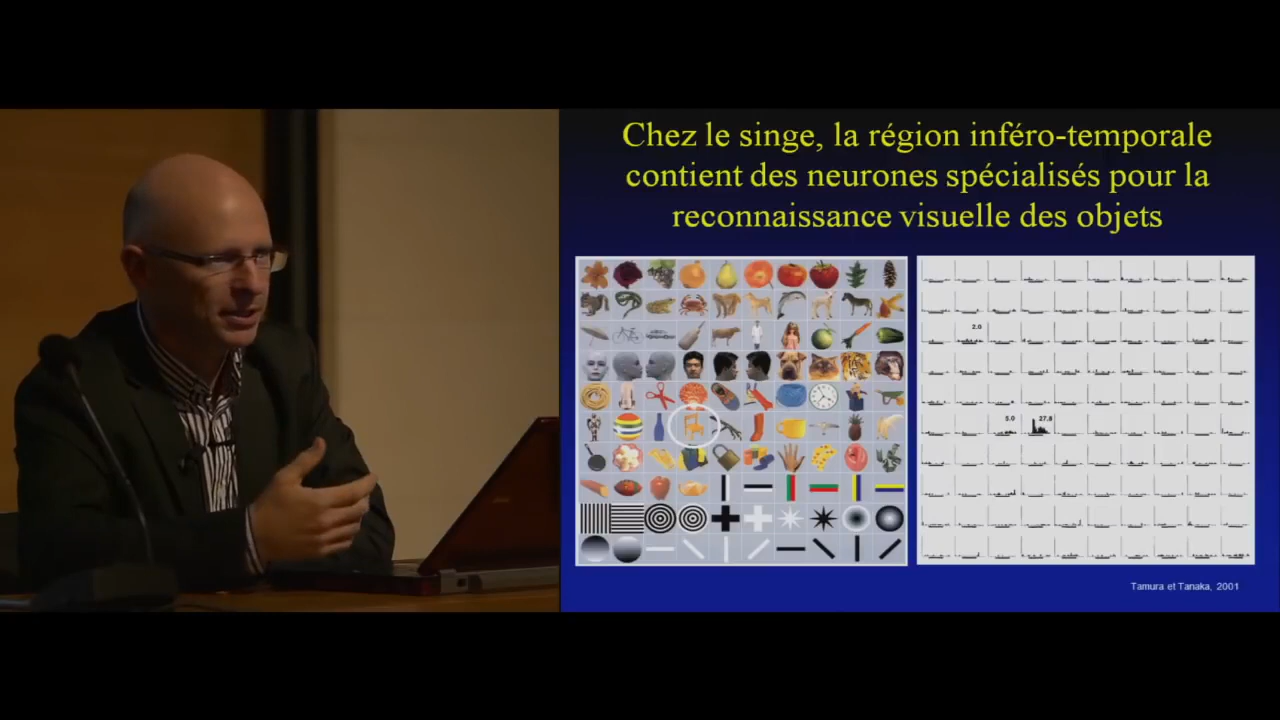 Chez le singe, la région inféro-temporale
contient des neurones spécialisés pour la
reconnaissance visuelle des objets
2.0
5.0
27.8
Tamura et Tanaka, 2001